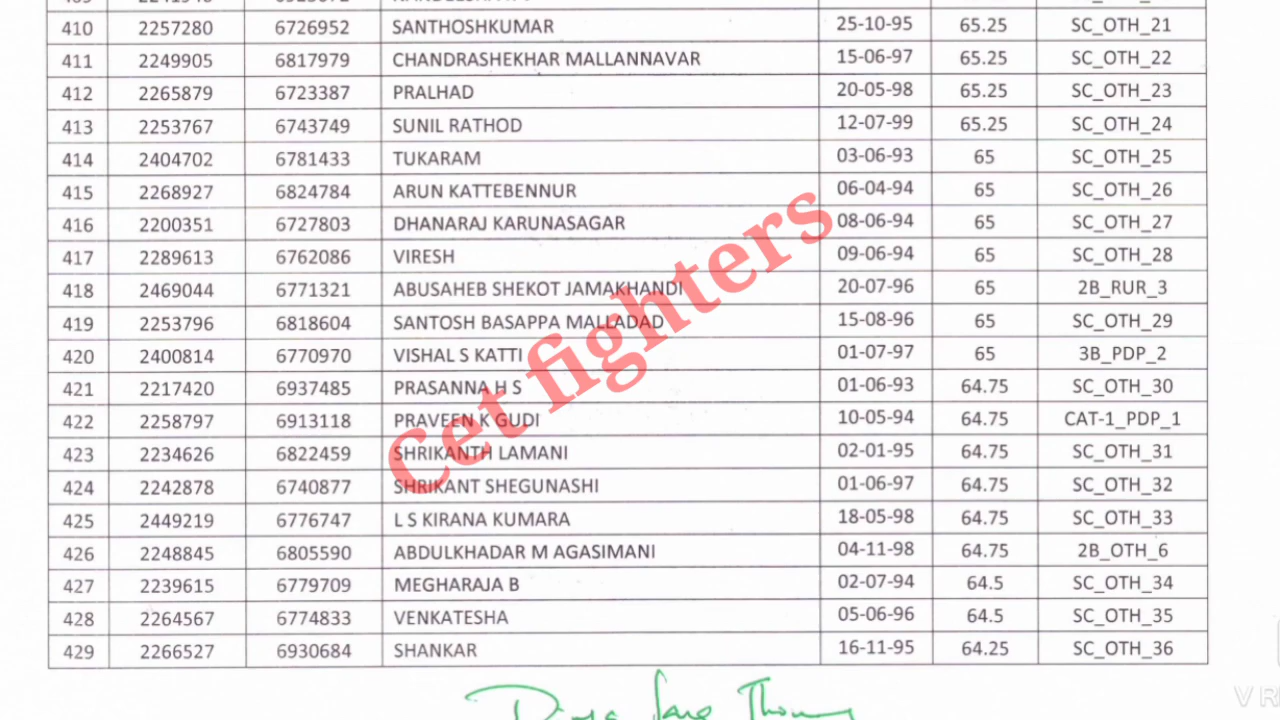 410 2257280 6726952 SANTHOSHKUMAR 25-10-95 65.25 SC_OTH_21
411 2249905 6817979 CHANDRASHEKHAR MALLANNAVAR 15-06-97 65.25 SC_OTH_22
412 2265879 6723387 PRALHAD 20-05-98 65.25 SC_OTH_23
413 2253767 6743749 SUNIL RATHOD 12-07-99 65.25 SC_OTH_24
414 2404702 6781433 TUKARAM 03-06-93 65 SC_OTH_25
415 2268927 6824784 ARUN KATTEBENNUR 06-04-94 65 SC_OTH_26
416 2200351 6727803 DHANARAJ KARUNASAGAR 08-06-94 65 SC_OTH_27
417 2289613 6762086 VIRESH 09-06-94 65 SC_OTH_28
418 2469044 6771321 ABUSAHEB SHEKOT JAMAKHANDI 20-07-96 65 2B_RUR_3
419 2253796 6818604 SANTOSH BASAPPA MALLADAD 15-08-96 65 SC_OTH_29
420 2400814 6770970 VISHAL S KATTI 01-07-97 65 3B_PDP_2
421 2217420 6937485 PRASANNA H S 01-06-93 64.75 SC_OTH_30
422 2258797 6913118 PRAVEEN K GUDI 10-05-94 64.75 CAT-1_PDP_1
423 2234626 6822459 SHRIKANTH LAMANI 02-01-95 64.75 SC_OTH_31
424 2242878 6740877 SHRIKANT SHEGUNASHI 01-06-97 64.75 SC_OTH_32
425 2449219 6776747 L S KIRANA KUMARA 18-05-98 64.75 SC_OTH_33
426 2248845 6805590 ABDULKHADAR M AGASIMANI 04-11-98 64.75 2B_OTH_6
427 2239615 6779709 MEGHARAJA B 02-07-94 64.5 SC_OTH_34
428 2264567 6774833 VENKATESHA 05-06-96 64.5 SC_OTH_35
429 2266527 6930684 SHANKAR 16-11-95 64.25 SC_OTH_36
Cet fighters